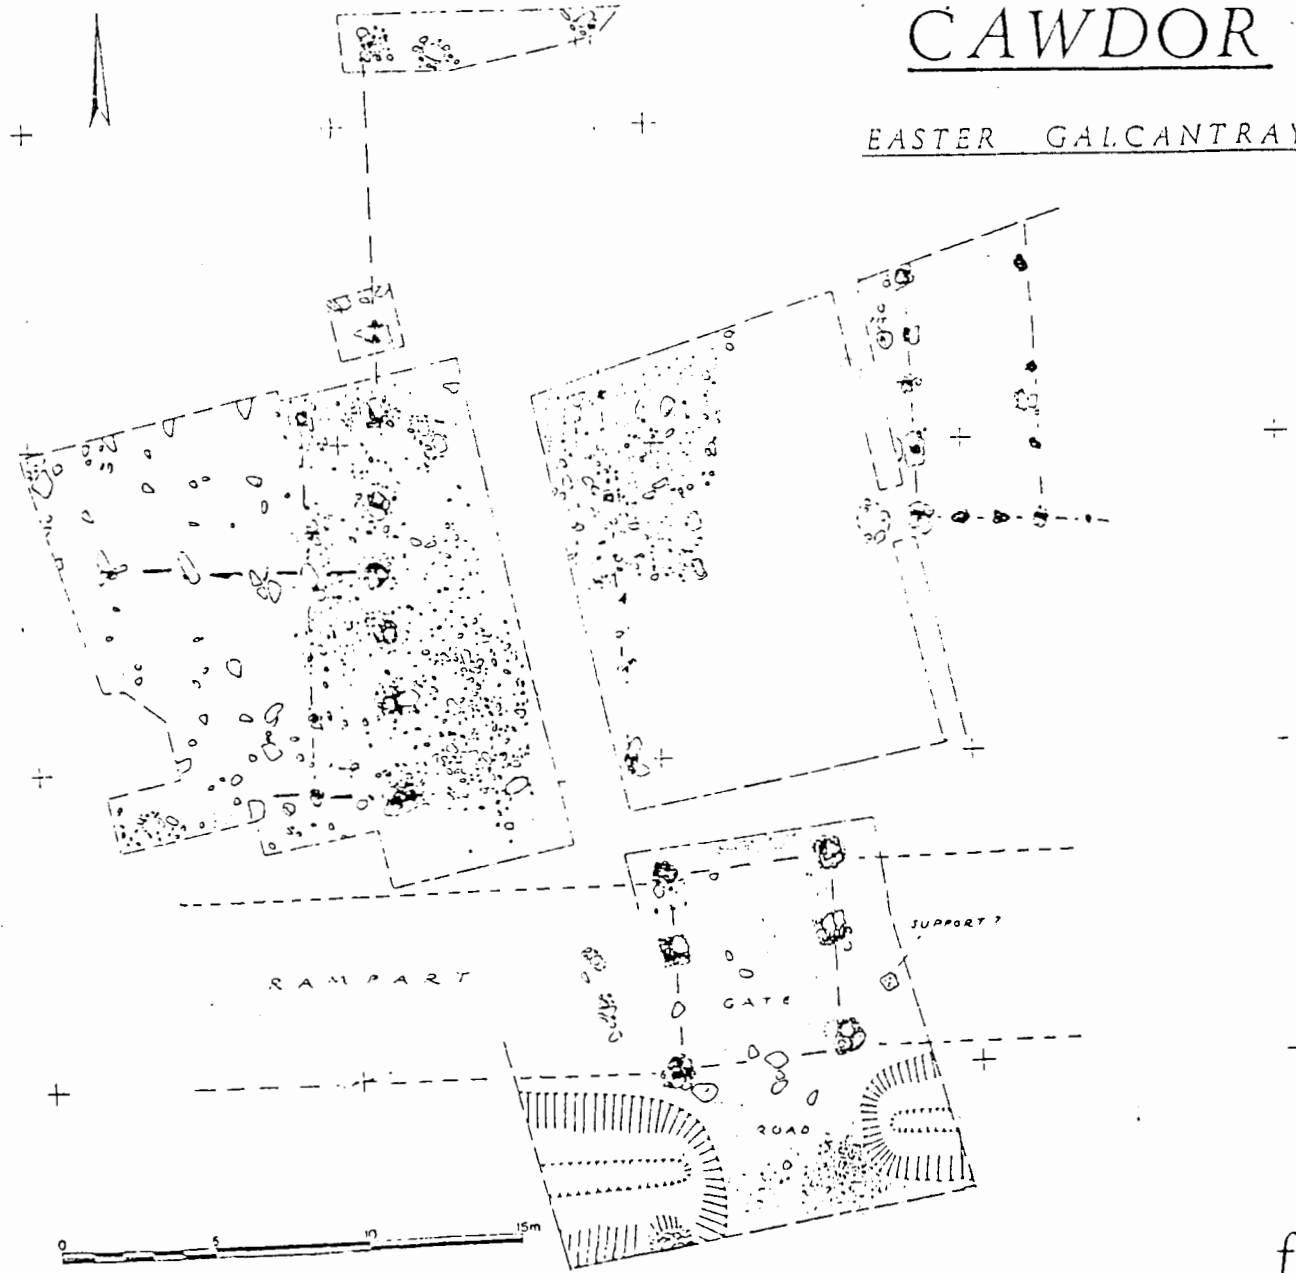 CAWDOR
EASTER GALCANTRAY
SUPPORT?
RAMPART
GATE
ROAD
0 5 10 15m
f